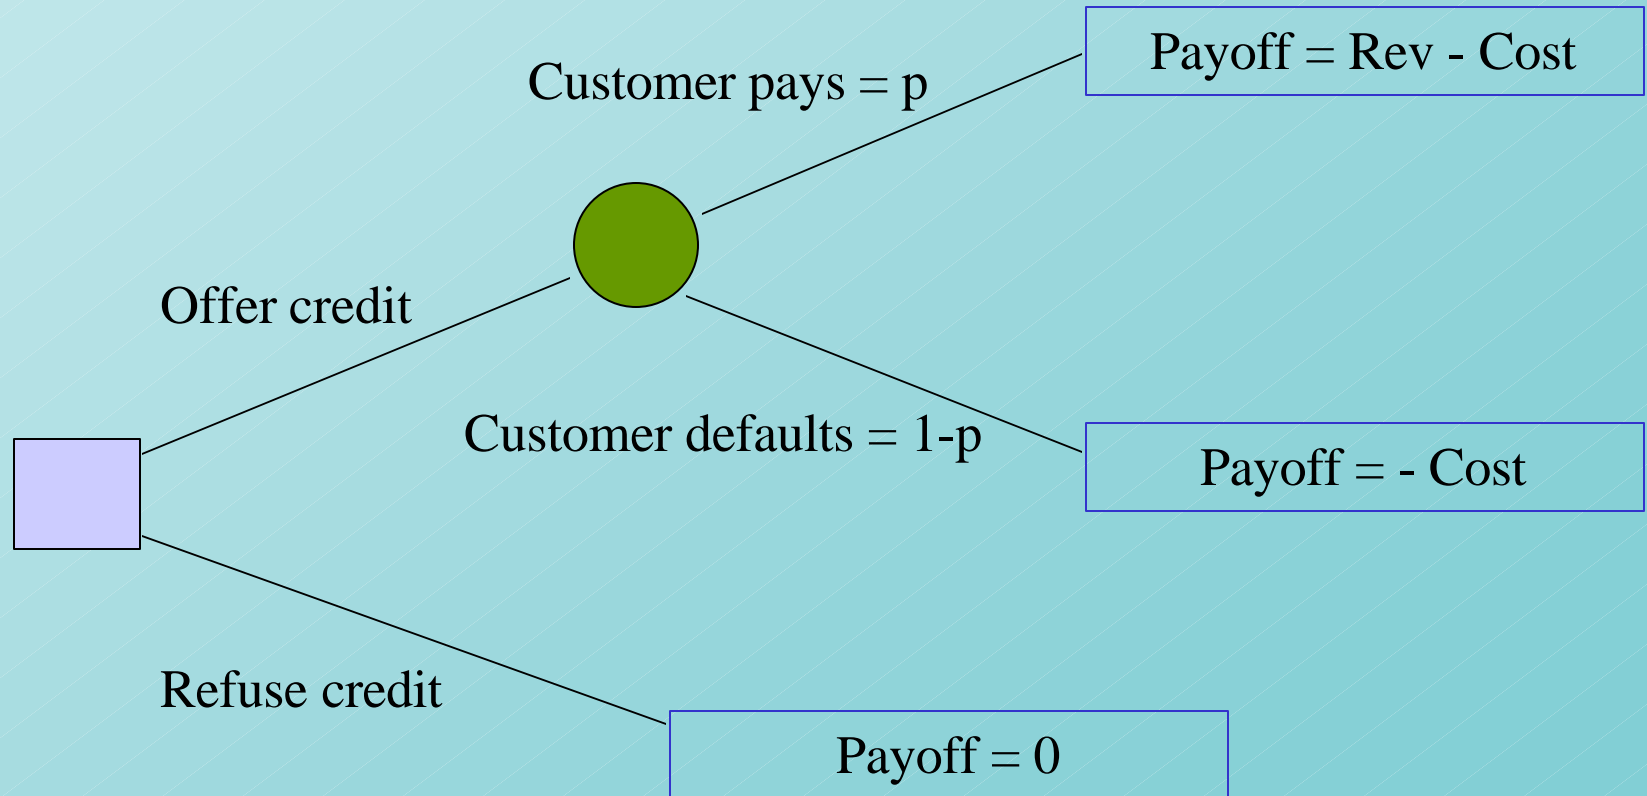 Payoff = Rev - Cost
Customer pays = p
Offer credit
Customer defaults = 1-p
Payoff = - Cost
Refuse credit
Payoff = 0